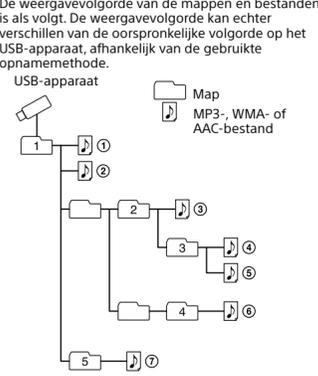 De weergavevolgorde van de mappen en bestanden
is als volgt. De weergavevolgorde kan echter
verschillen van de oorspronkelijke volgorde op het
USB-apparaat, afhankelijk van de gebruikte
opnamemethode.
USB-apparaat
Map
MP3-, WMA- of
AAC-bestand
1 ①
②
2 ③
3 ④
⑤
4 ⑥
5 ⑦